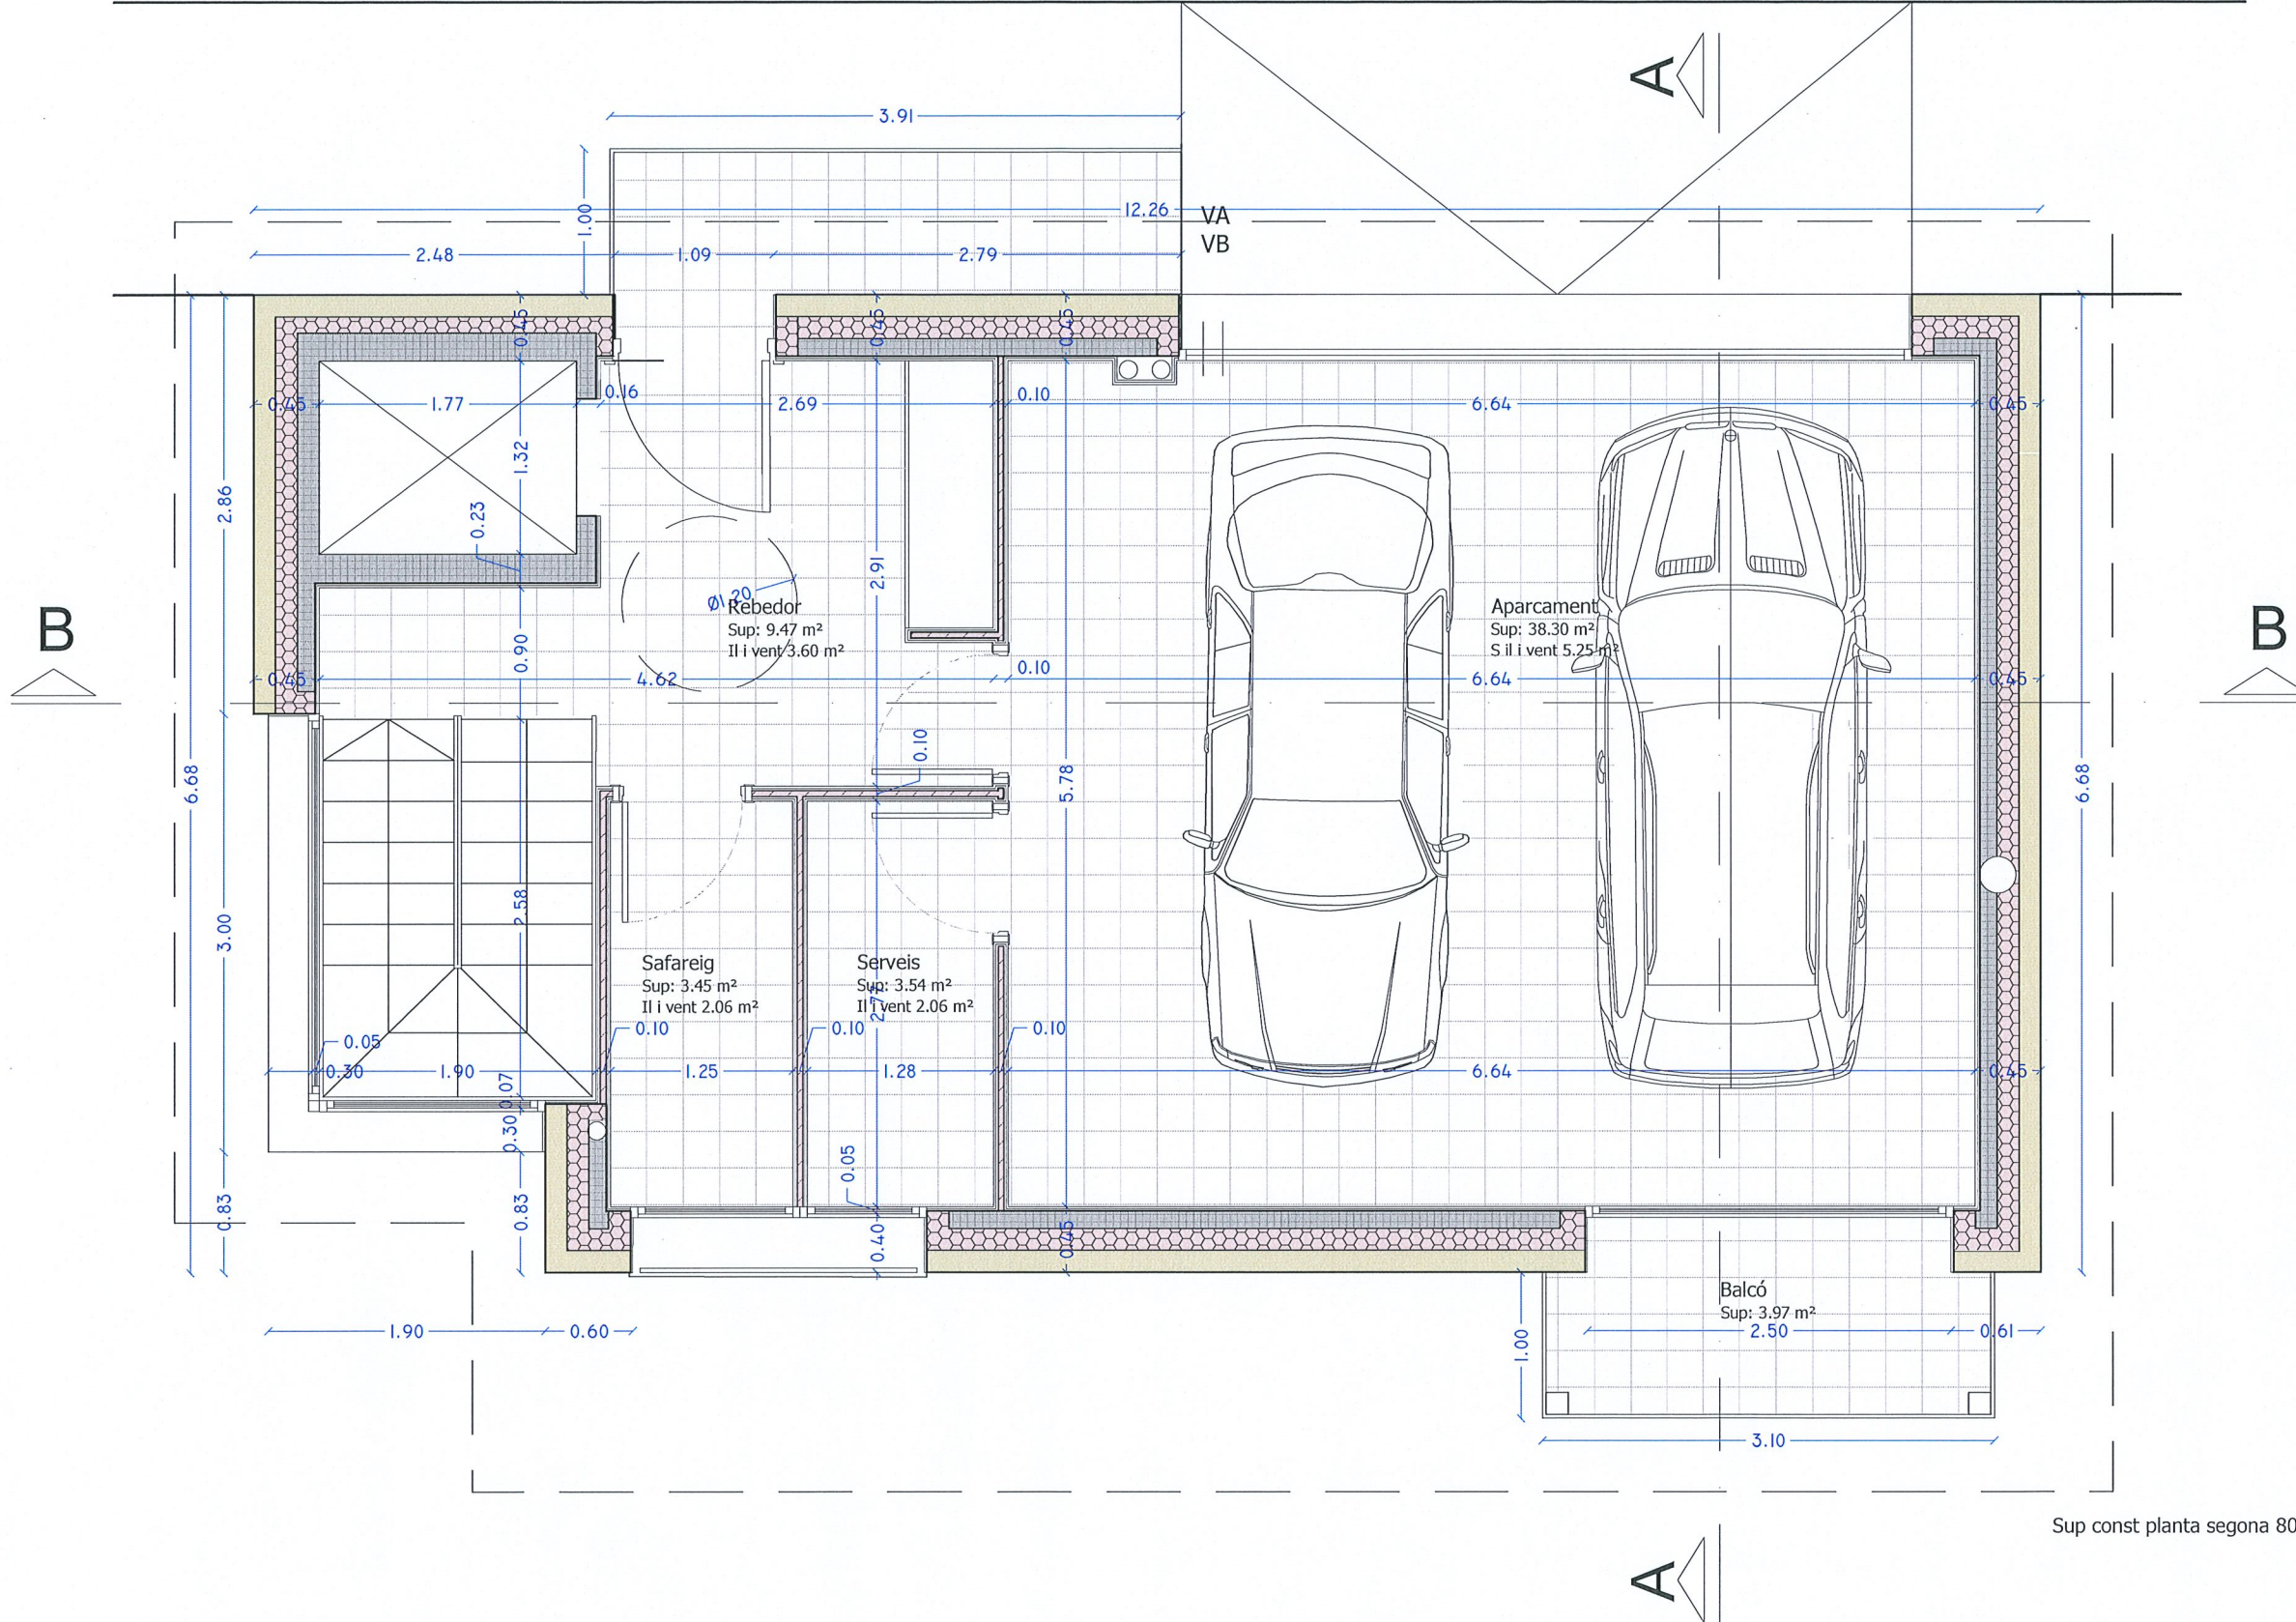 A
3.91
1.00
12.26
VA
VB
2.48
1.09
2.79
0.45
0.45
0.45
0.45
1.77
0.16
2.69
0.10
6.64
0.45
1.32
2.86
0.23
2.91
Ø1.20
Rebedor
Sup: 9.47 m²
Il i vent 3.60 m²
Aparcament
Sup: 38.30 m²
S il i vent 5.25 m²
B
B
0.90
0.45
4.62
0.10
6.64
0.45
0.10
6.68
5.78
6.68
2.58
3.00
Safareig
Sup: 3.45 m²
Il i vent 2.06 m²
Serveis
Sup: 3.54 m²
Il i vent 2.06 m²
0.05
0.10
0.10
0.10
0.30
1.90
0.07
1.25
1.28
6.64
0.45
0.30
0.05
0.83
0.83
0.40
0.45
Balcó
Sup: 3.97 m²
1.90
0.60
1.00
2.50
0.61
3.10
Sup const planta segona 80
A